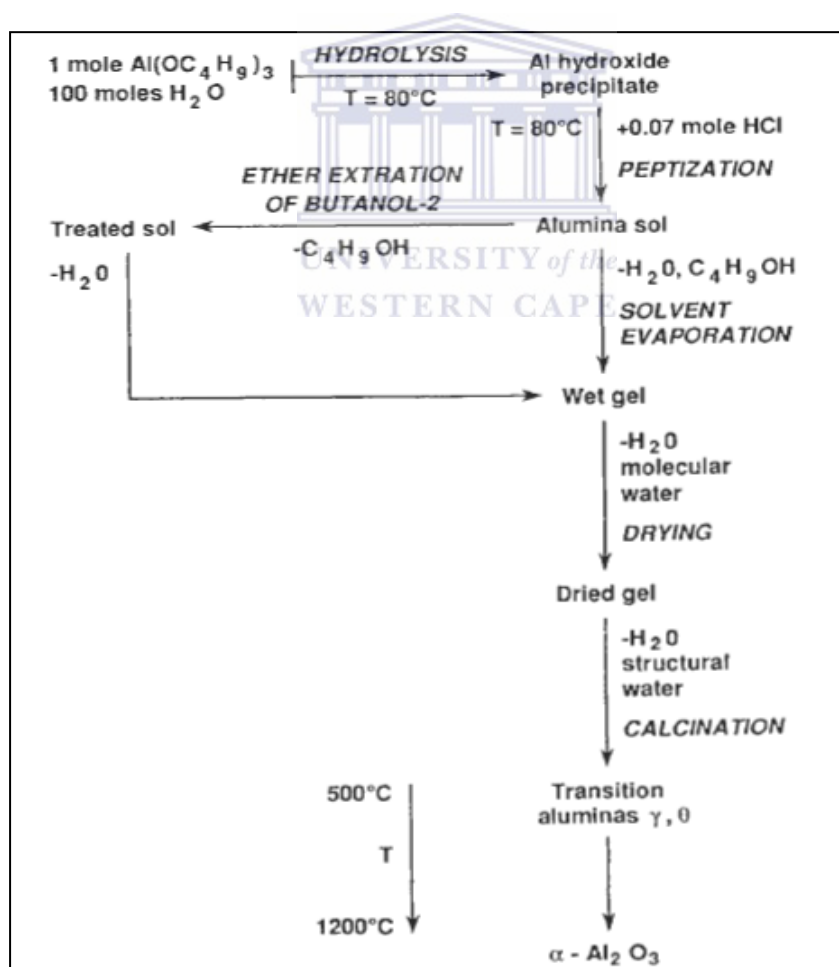 1 mole Al(OC4H9)3
100 moles H2O
HYDROLYSIS
T = 80°C
Al hydroxide
precipitate
T = 80°C
+0.07 mole HCl
PEPTIZATION
ETHER EXTRATION
OF BUTANOL-2
-C4H9OH
Treated sol
Alumina sol
-H2O
-H2O, C4H9OH
SOLVENT
EVAPORATION
UNIVERSITY of the
WESTERN CAPE
Wet gel
-H2O
molecular
water
DRYING
Dried gel
-H2O
structural
water
CALCINATION
500°C
T
1200°C
Transition
aluminas γ, θ
α - Al2O3